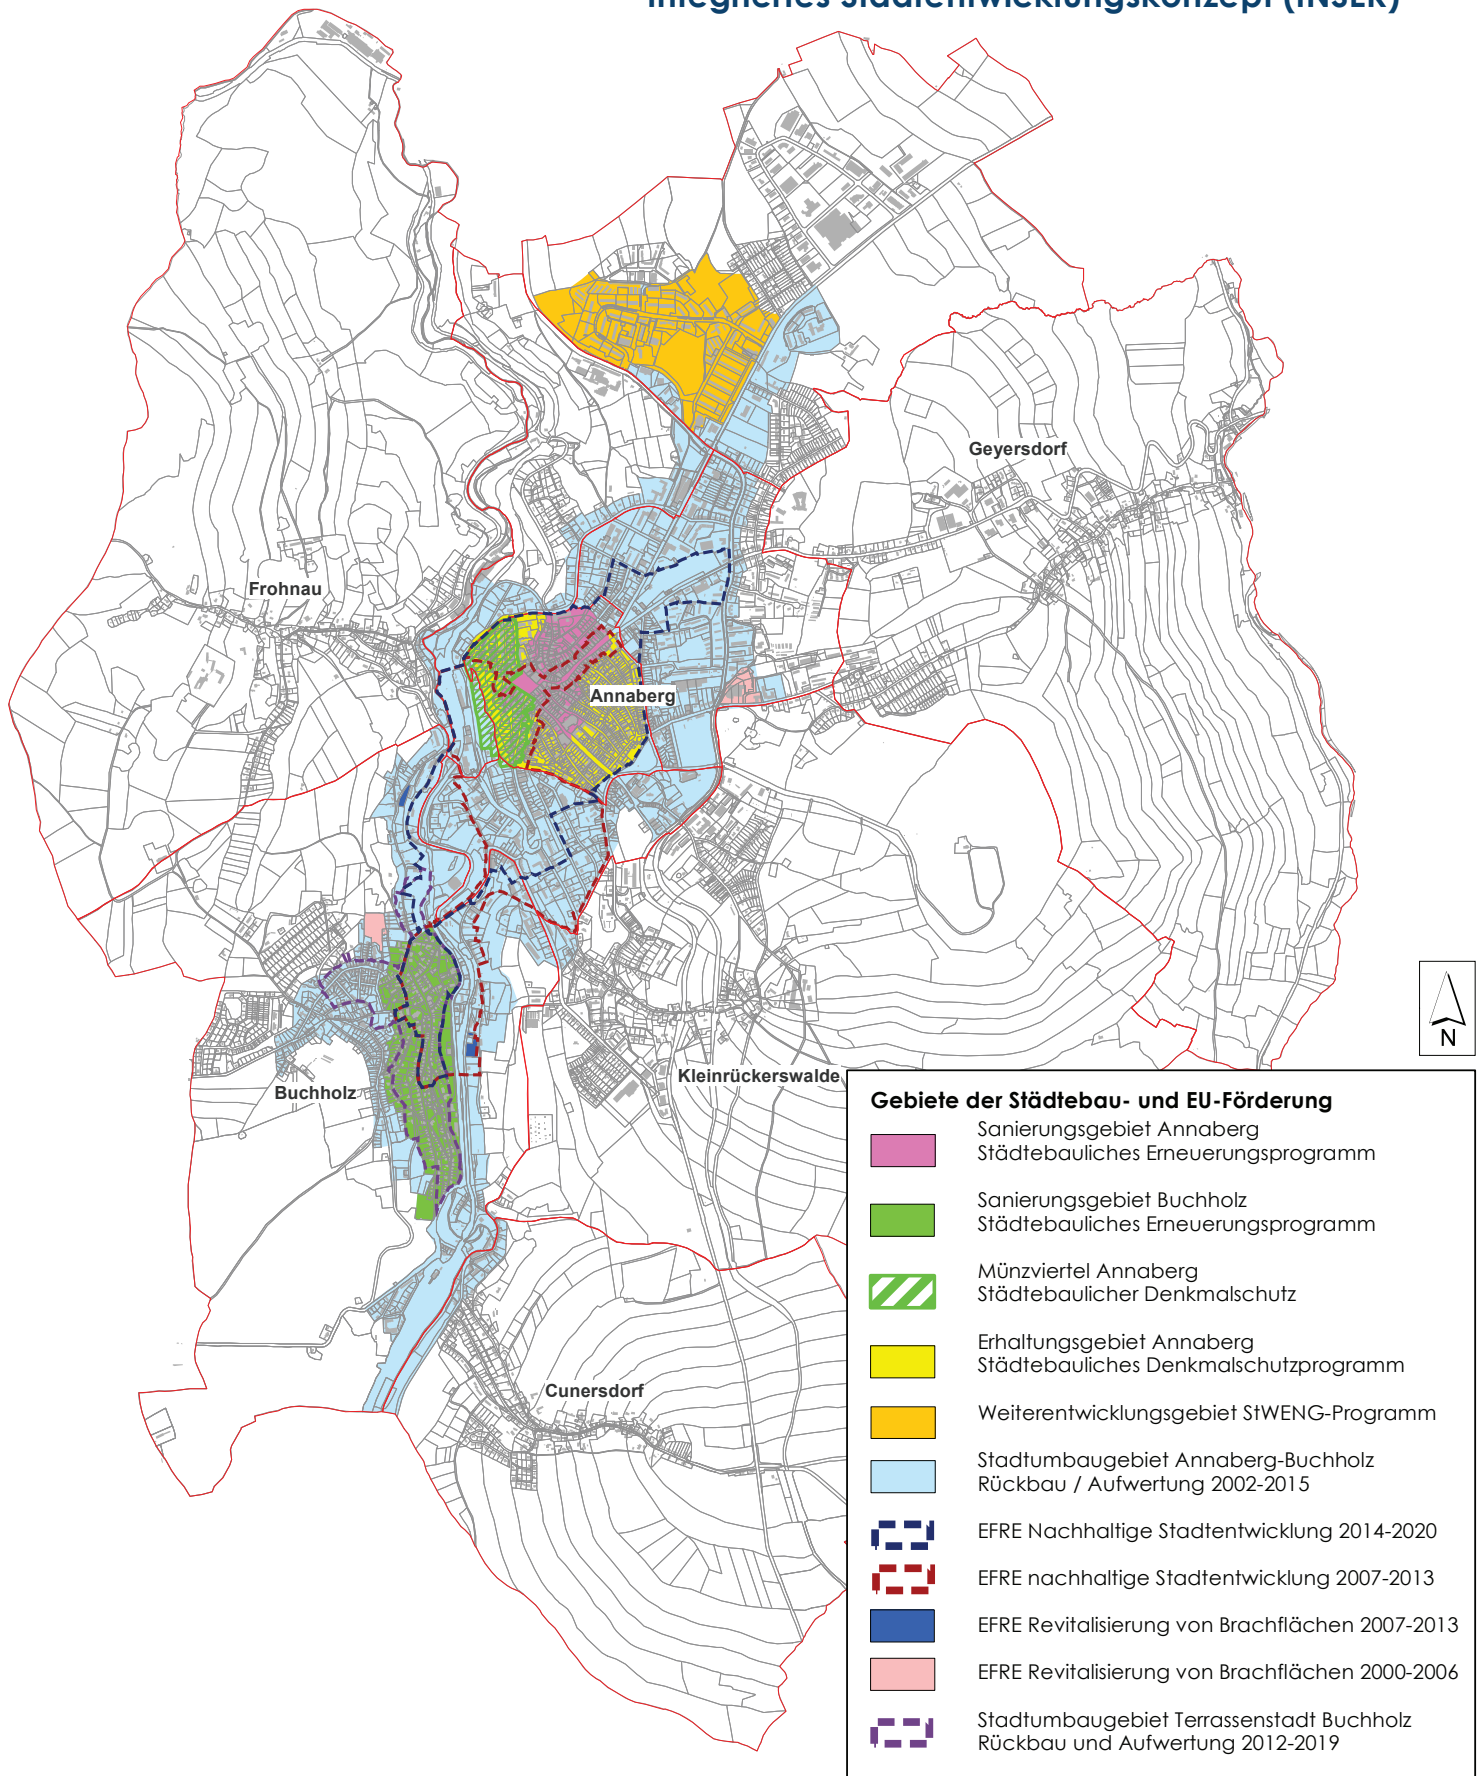 Integriertes Stadtentwicklungskonzept (INSEK)
Geyersdorf
Frohnau
Annaberg
Kleinrückerswalde
Buchholz
Cunersdorf
N
Gebiete der Städtebau- und EU-Förderung
Sanierungsgebiet Annaberg
Städtebauliches Erneuerungsprogramm
Sanierungsgebiet Buchholz
Städtebauliches Erneuerungsprogramm
Münzviertel Annaberg
Städtebaulicher Denkmalschutz
Erhaltungsgebiet Annaberg
Städtebauliches Denkmalschutzprogramm
Weiterentwicklungsgebiet StWENG-Programm
Stadtumbaugebiet Annaberg-Buchholz
Rückbau / Aufwertung 2002-2015
EFRE Nachhaltige Stadtentwicklung 2014-2020
EFRE nachhaltige Stadtentwicklung 2007-2013
EFRE Revitalisierung von Brachflächen 2007-2013
EFRE Revitalisierung von Brachflächen 2000-2006
Stadtumbaugebiet Terrassenstadt Buchholz
Rückbau und Aufwertung 2012-2019